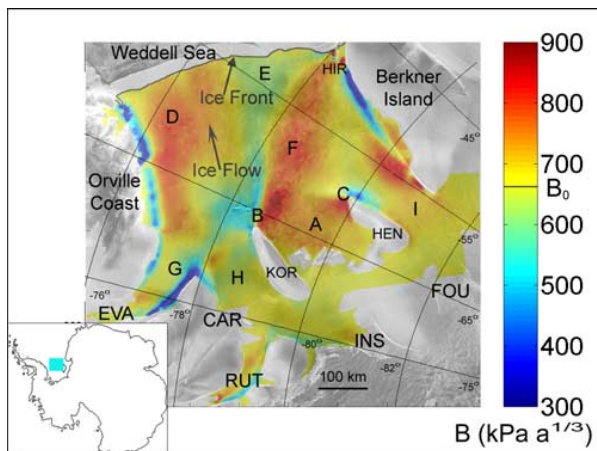 Weddell Sea
E
HIR
Berkner
Island
Ice Front
D
F
Ice Flow
Orville
Coast
-45°
B
A
C
HEN
I
-55°
G
H
KOR
FOU
-76°
EVA
-78°
CAR
-80°
INS
-65°
-82°
RUT
100 km
-75°
900
800
700
B₀
600
500
400
300
B (kPa a^1/3)